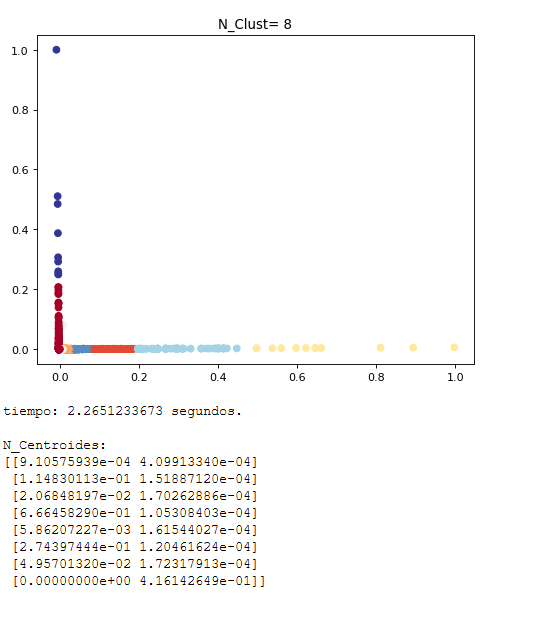 N_Clust= 8
1.0
0.8
0.6
0.4
0.2
0.0
0.0 0.2 0.4 0.6 0.8 1.0
tiempo: 2.2651233673 segundos.
N_Centroides:
[[9.10575939e-04 4.09913340e-04]
[1.14830113e-01 1.51887120e-04]
[2.06848197e-02 1.70262886e-04]
[6.66458290e-01 1.05308403e-04]
[5.86207227e-03 1.61544027e-04]
[2.74397444e-01 1.20461624e-04]
[4.95701320e-02 1.72317913e-04]
[0.00000000e+00 4.16142649e-01]]